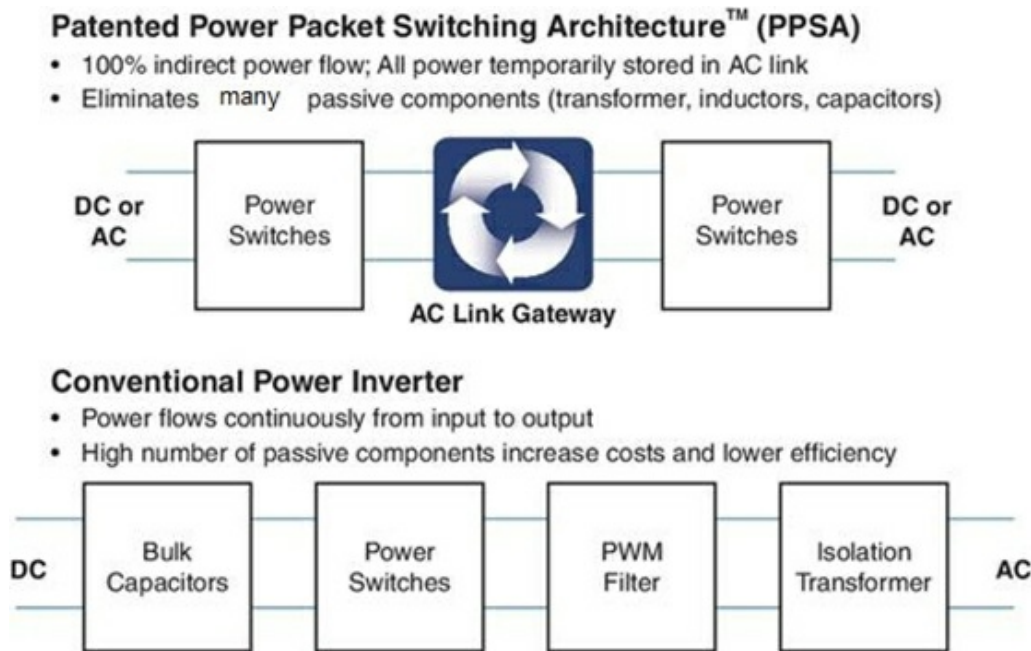 Patented Power Packet Switching Architecture™ (PPSA)
• 100% indirect power flow; All power temporarily stored in AC link
• Eliminates many passive components (transformer, inductors, capacitors)
DC or
AC
Power
Switches
AC Link Gateway
Power
Switches
DC or
AC
Conventional Power Inverter
• Power flows continuously from input to output
• High number of passive components increase costs and lower efficiency
DC
Bulk
Capacitors
Power
Switches
PWM
Filter
Isolation
Transformer
AC